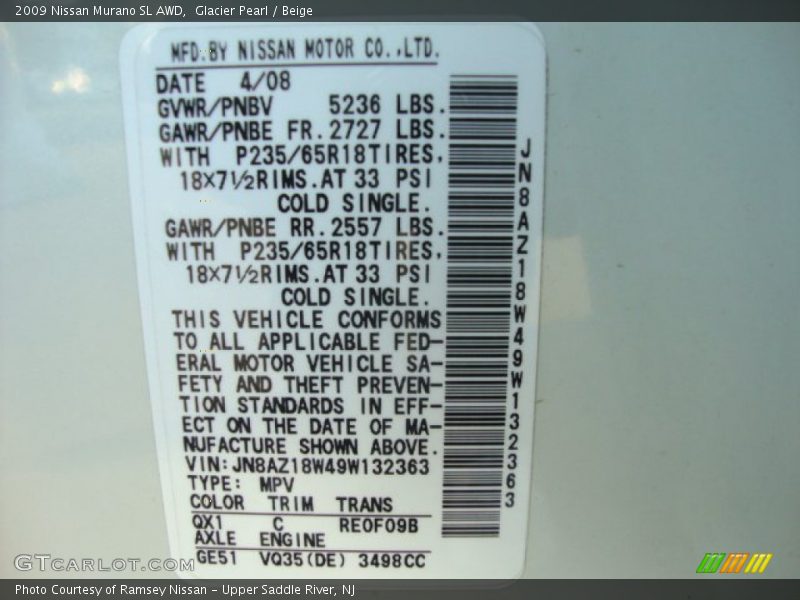 2009 Nissan Murano SL AWD,  Glacier Pearl / Beige
MFD.BY NISSAN MOTOR CO.,LTD.
DATE 4/08
GVWR/PNBV 5236 LBS.
GAWR/PNBE FR.2727 LBS.
WITH P235/65R18TIRES,
18X7½RIMS.AT 33 PSI
COLD SINGLE.
GAWR/PNBE RR.2557 LBS.
WITH P235/65R18TIRES,
18X7½RIMS.AT 33 PSI
COLD SINGLE.
THIS VEHICLE CONFORMS
TO ALL APPLICABLE FED-
ERAL MOTOR VEHICLE SA-
FETY AND THEFT PREVEN-
TION STANDARDS IN EFF-
ECT ON THE DATE OF MA-
NUFACTURE SHOWN ABOVE.
VIN:JN8AZ18W49W132363
TYPE: MPV
COLOR TRIM TRANS
QX1 C RE0F09B
AXLE ENGINE
GE51 VQ35(DE) 3498CC
JN8AZ18W49W132363
GTCARLOT.COM
Photo Courtesy of Ramsey Nissan - Upper Saddle River, NJ